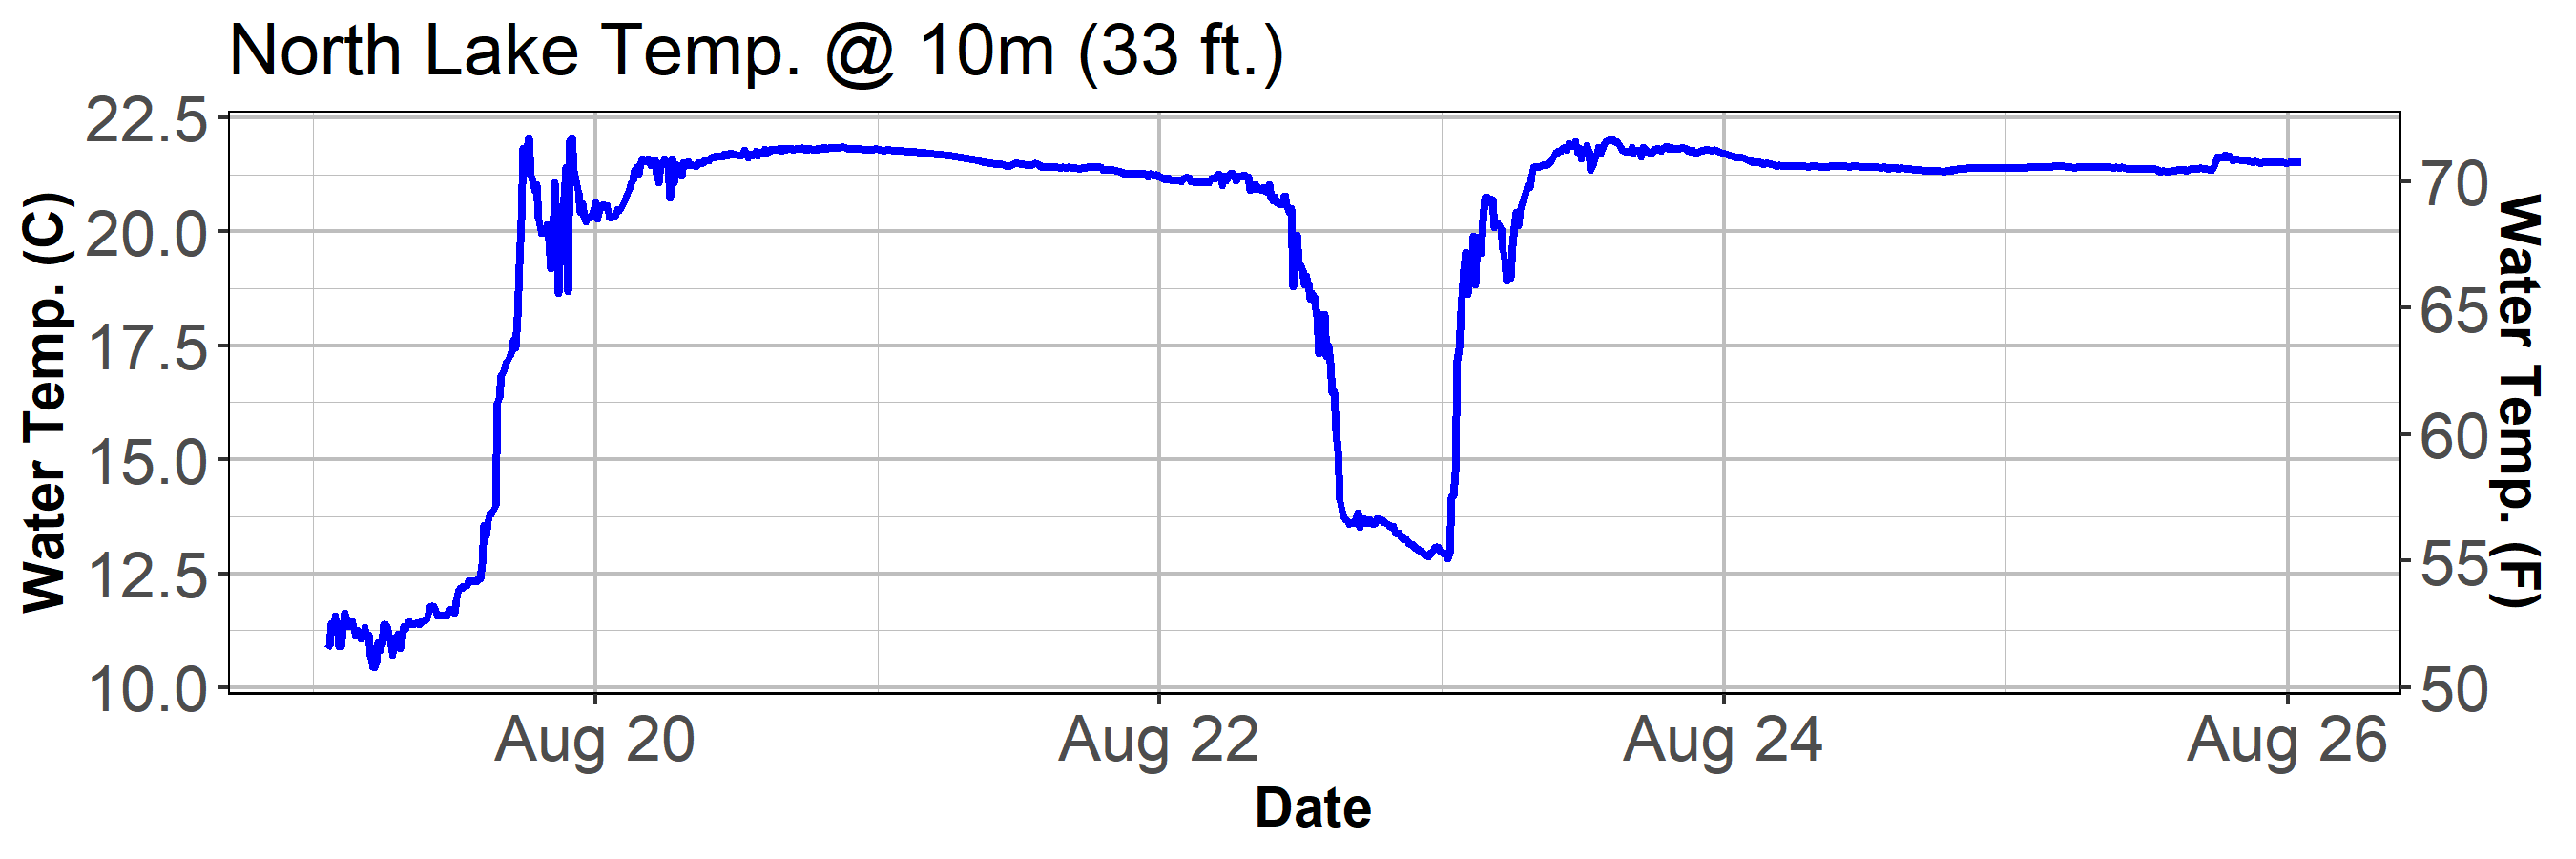 North Lake Temp. @ 10m (33 ft.)
Water Temp. (C)
22.5
20.0
17.5
15.0
12.5
10.0
70
65
60
55
50
Water Temp. (F)
Aug 20 Aug 22 Aug 24 Aug 26
Date